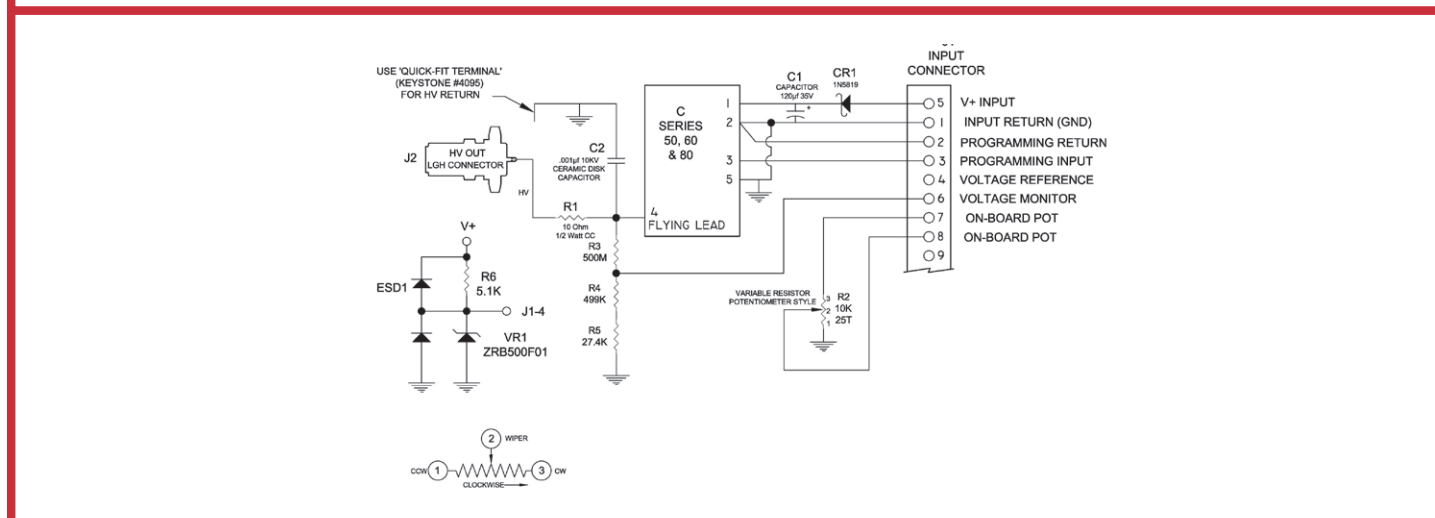 INPUT
CONNECTOR
USE 'QUICK-FIT TERMINAL'
(KEYSTONE #4095)
FOR HV RETURN
C1
CAPACITOR
120µf 35V
+
CR1
1N5819
C
SERIES
50, 60
& 80
1
2
3
5
4
FLYING LEAD
5 V+ INPUT
1 INPUT RETURN (GND)
2 PROGRAMMING RETURN
3 PROGRAMMING INPUT
4 VOLTAGE REFERENCE
6 VOLTAGE MONITOR
7 ON-BOARD POT
8 ON-BOARD POT
9
J2
HV OUT
LGH CONNECTOR
HV
C2
.001µf 10KV
CERAMIC DISK
CAPACITOR
R1
10 Ohm
1/2 Watt CC
R3
500M
R4
499K
R5
27.4K
V+
R6
5.1K
ESD1
J1-4
VR1
ZRB500F01
VARIABLE RESISTOR
POTENTIOMETER STYLE
3
2
1
R2
10K
25T
2 WIPER
CCW 1 3 CW
CLOCKWISE